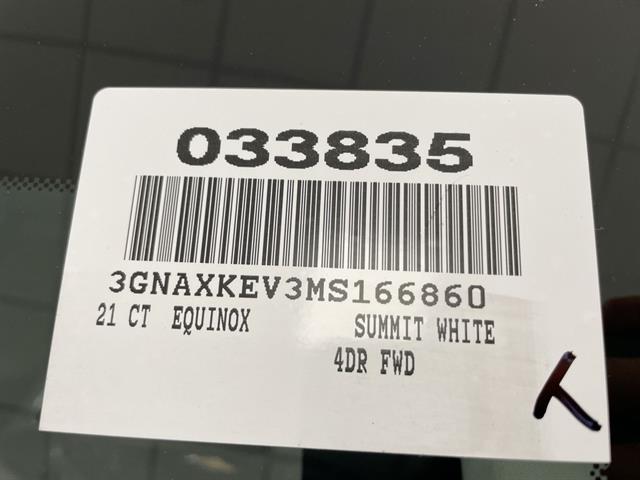 033835
3GNAXKEV3MS166860
21 CT EQUINOX SUMMIT WHITE
4DR FWD